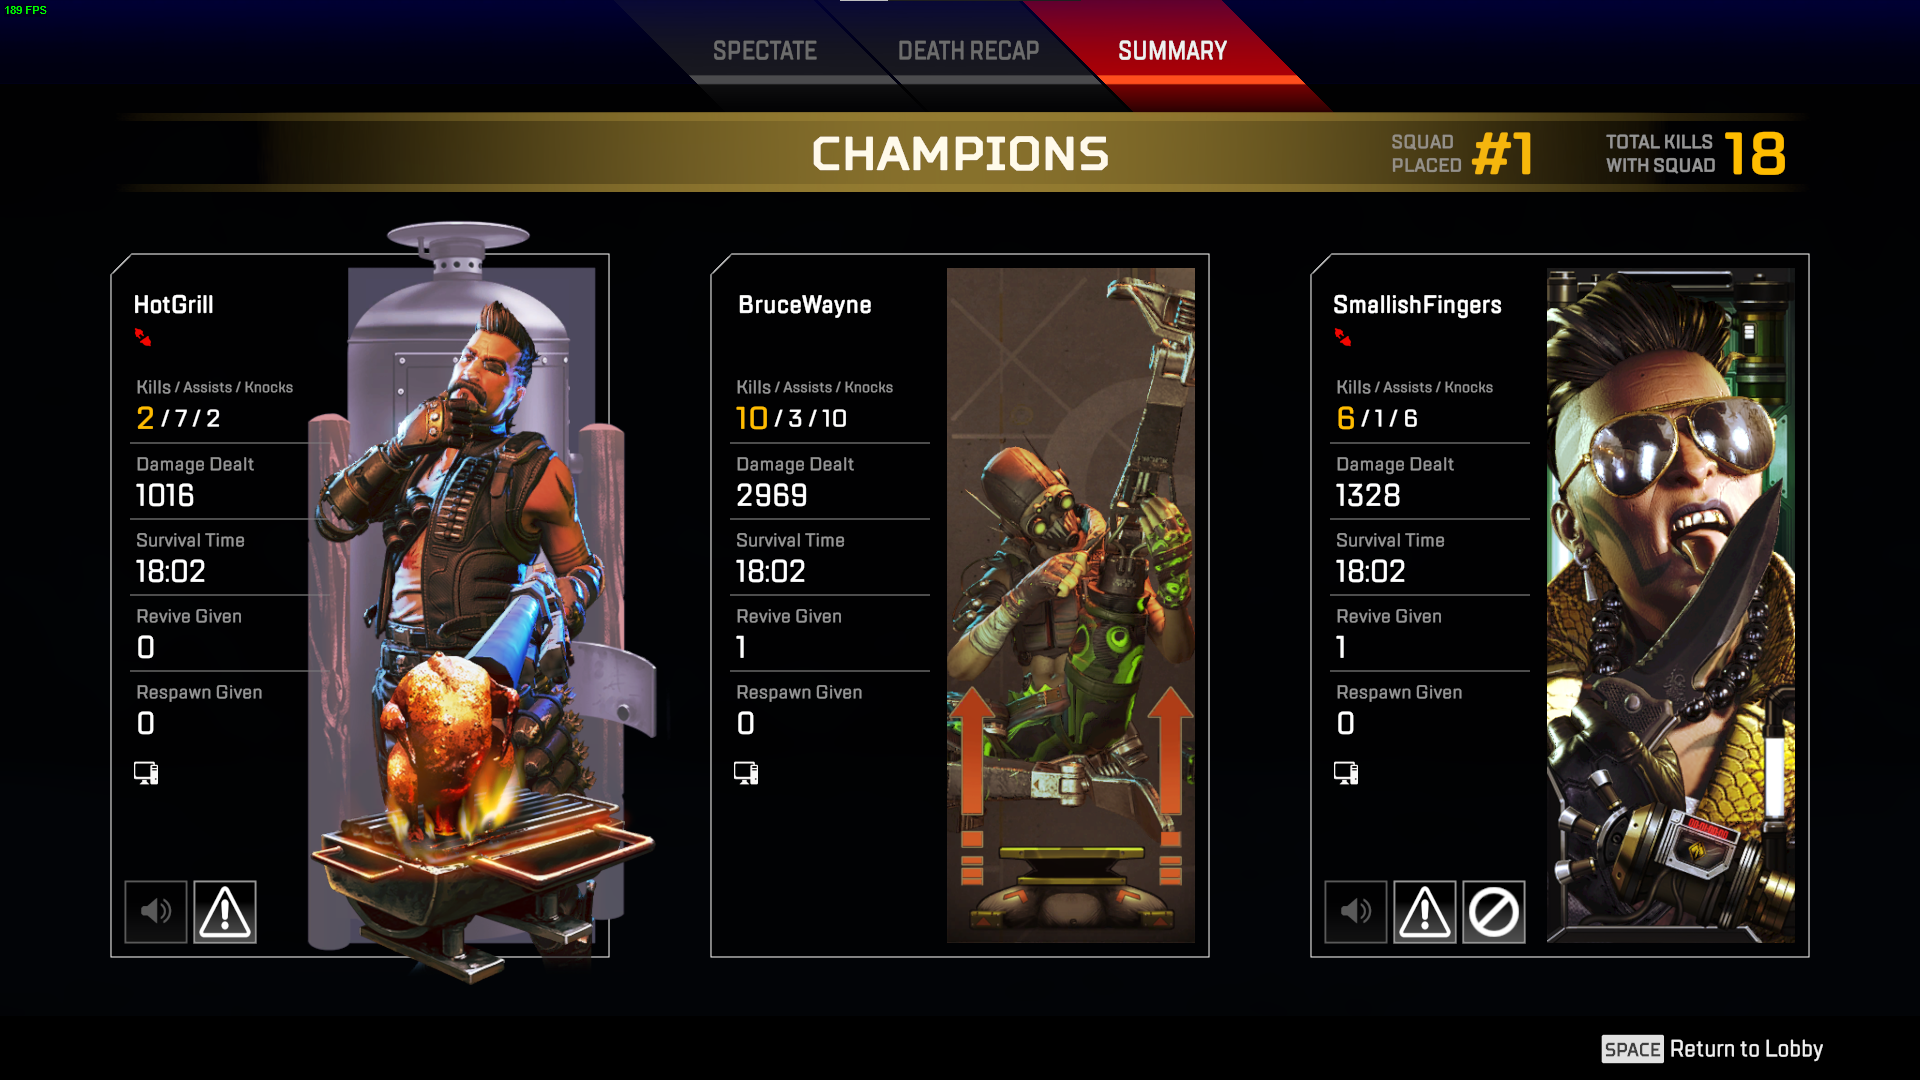 189 FPS
SPECTATE
DEATH RECAP
SUMMARY
CHAMPIONS
SQUAD
PLACED
#1
TOTAL KILLS
WITH SQUAD
18
HotGrill
Kills / Assists / Knocks
2 / 7 / 2
Damage Dealt
1016
Survival Time
18:02
Revive Given
0
Respawn Given
0
BruceWayne
Kills / Assists / Knocks
10 / 3 / 10
Damage Dealt
2969
Survival Time
18:02
Revive Given
1
Respawn Given
0
SmallishFingers
Kills / Assists / Knocks
6 / 1 / 6
Damage Dealt
1328
Survival Time
18:02
Revive Given
1
Respawn Given
0
SPACE Return to Lobby